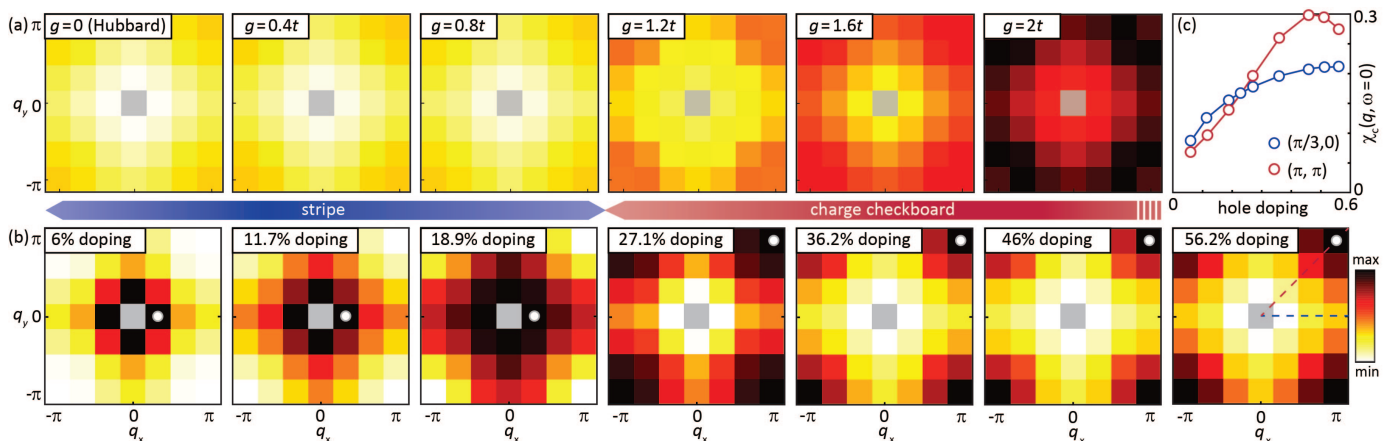 (a) π g=0 (Hubbard) g=0.4t g=0.8t g=1.2t g=1.6t g=2t (c) 0.3
q_y 0
-π
χ_c(q, ω=0)
(π/3,0)
(π, π)
0
0 hole doping 0.6
stripe charge checkboard
(b) π 6% doping 11.7% doping 18.9% doping 27.1% doping 36.2% doping 46% doping 56.2% doping
max
q_y 0
min
-π
-π 0 π -π 0 π -π 0 π -π 0 π -π 0 π -π 0 π -π 0 π
q_x q_x q_x q_x q_x q_x q_x